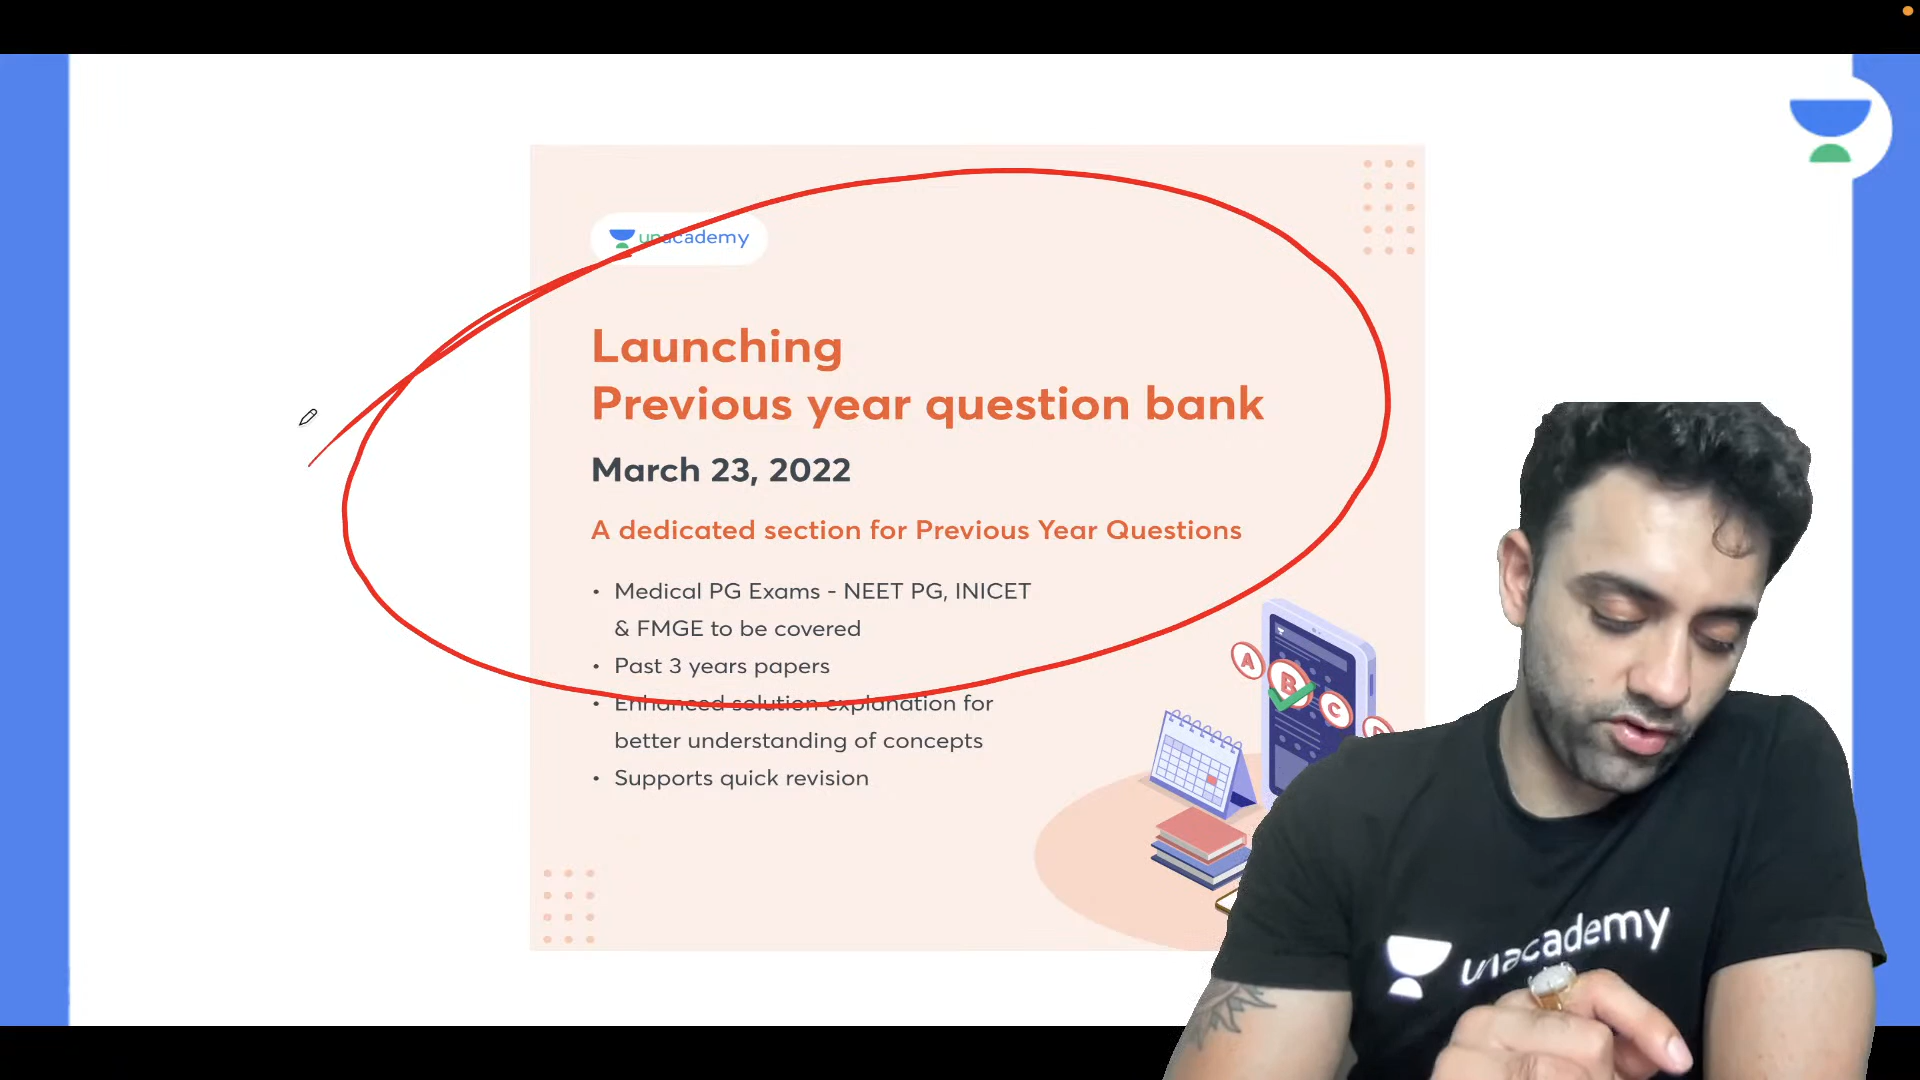 unacademy
Launching
Previous year question bank
March 23, 2022
A dedicated section for Previous Year Questions
• Medical PG Exams - NEET PG, INICET
& FMGE to be covered
• Past 3 years papers
• Enhanced solution explanation for
better understanding of concepts
• Supports quick revision
A
B
C
D
unacademy